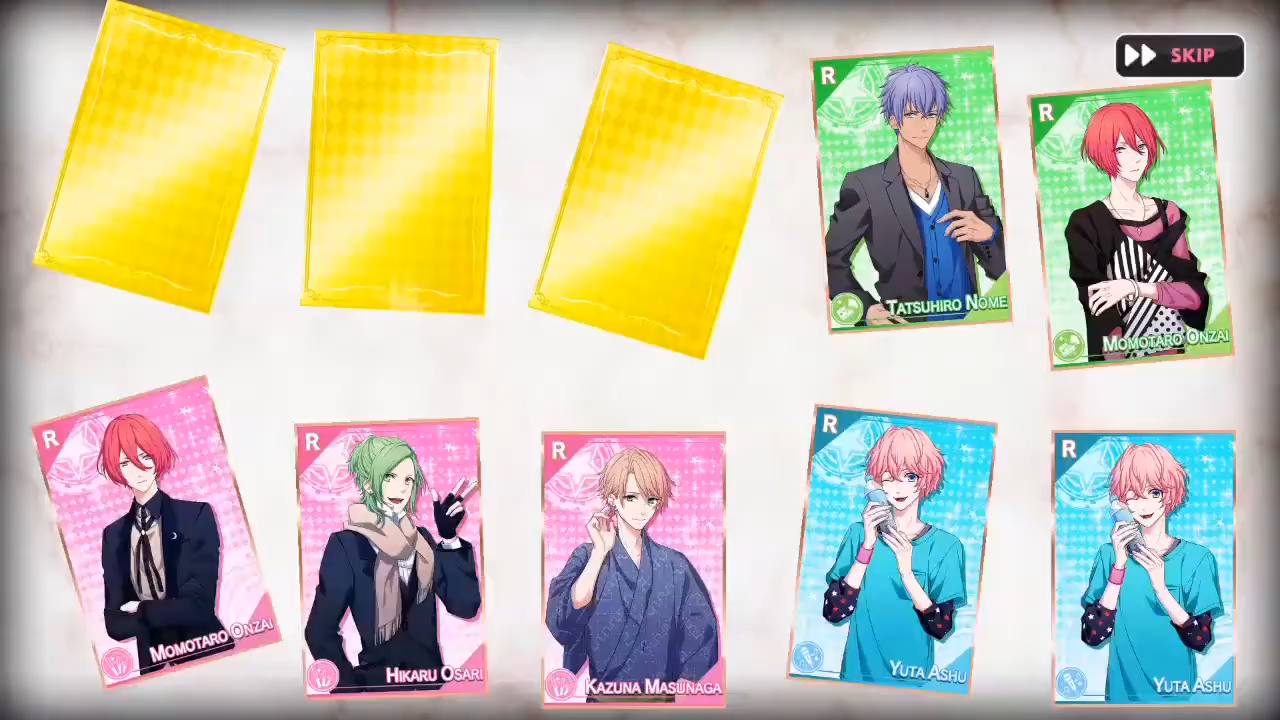 SKIP
R
TATSUHIRO NOME
R
MOMOTARO ONZAI
R
MOMOTARO ONZAI
R
HIKARU OSARI
R
KAZUNA MASUNAGA
R
YUTA ASHU
R
YUTA ASHU